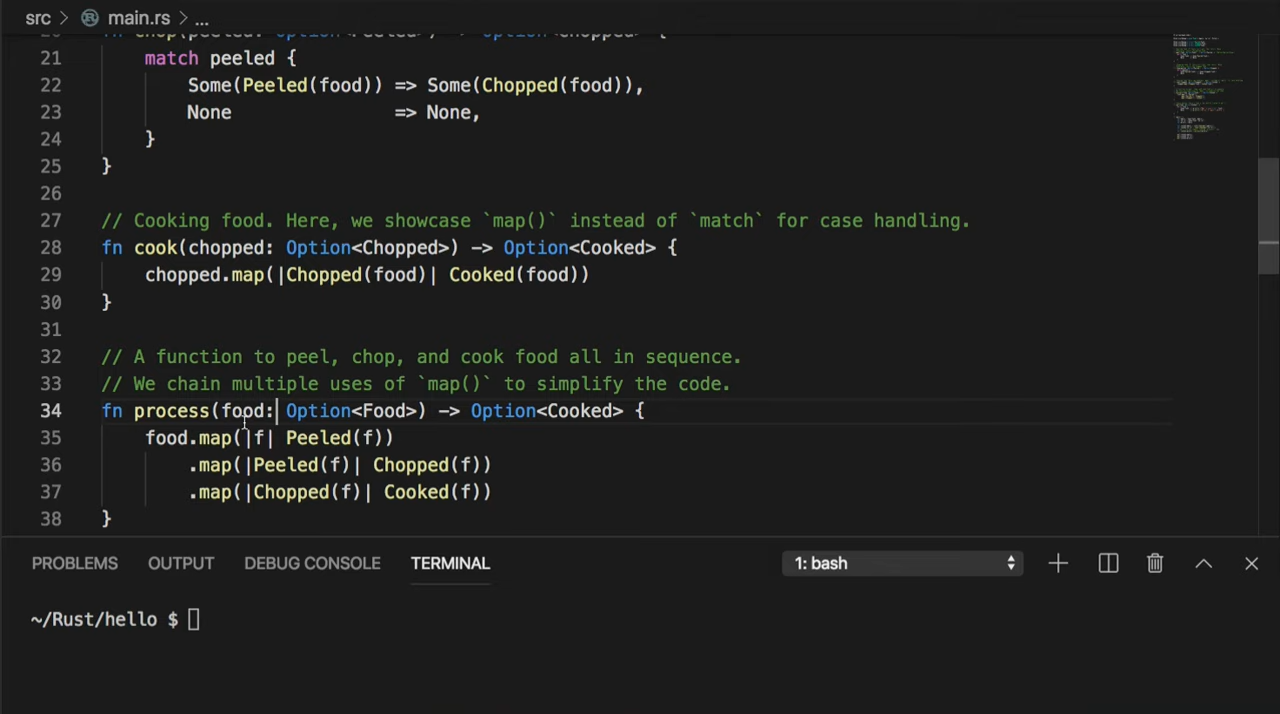 src > main.rs > ...
21 match peeled {
22 Some(Peeled(food)) => Some(Chopped(food)),
23 None => None,
24 }
25 }
26
27 // Cooking food. Here, we showcase `map()` instead of `match` for case handling.
28 fn cook(chopped: Option<Chopped>) -> Option<Cooked> {
29 chopped.map(|Chopped(food)| Cooked(food))
30 }
31
32 // A function to peel, chop, and cook food all in sequence.
33 // We chain multiple uses of `map()` to simplify the code.
34 fn process(food: Option<Food>) -> Option<Cooked> {
35 food.map(|f| Peeled(f))
36 .map(|Peeled(f)| Chopped(f))
37 .map(|Chopped(f)| Cooked(f))
38 }
PROBLEMS OUTPUT DEBUG CONSOLE TERMINAL 1: bash
~/Rust/hello $